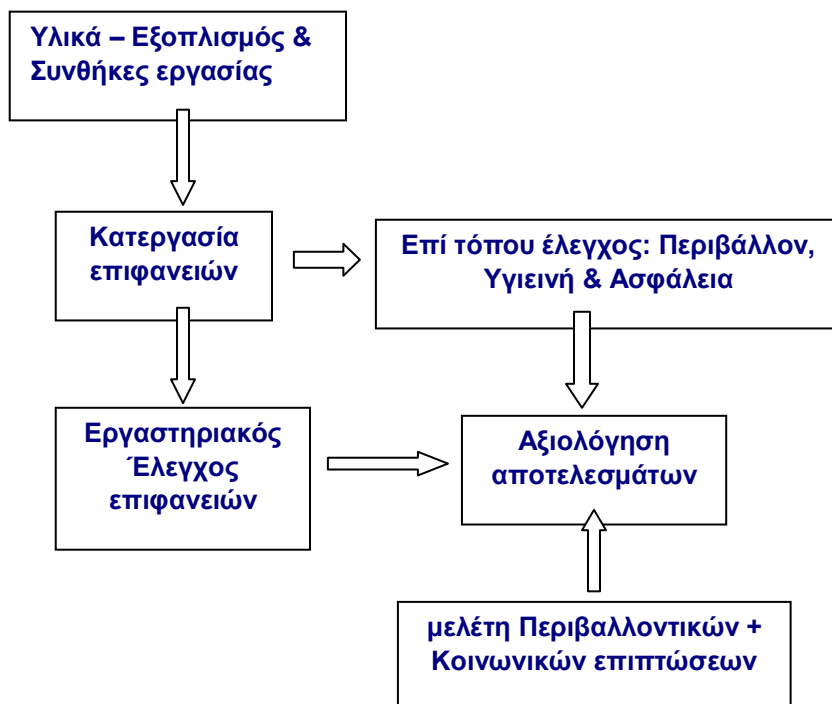 Υλικά – Εξοπλισμός &
Συνθήκες εργασίας
Κατεργασία
επιφανειών
Επί τόπου έλεγχος: Περιβάλλον,
Υγιεινή & Ασφάλεια
Εργαστηριακός
Έλεγχος
επιφανειών
Αξιολόγηση
αποτελεσμάτων
μελέτη Περιβαλλοντικών +
Κοινωνικών επιπτώσεων